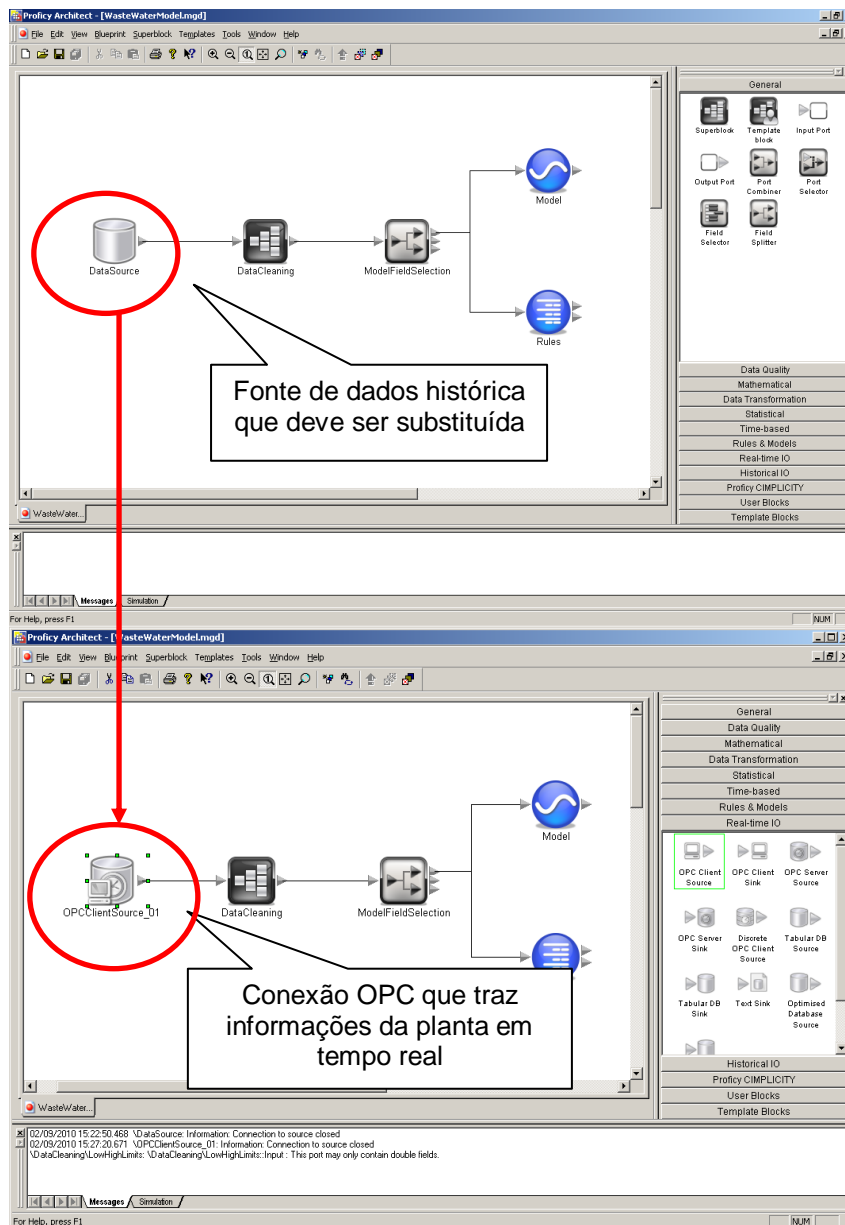 Proficy Architect - [WasteWaterModel.mgd]
File Edit View Blueprint Superblock Templates Tools Window Help
General
Superblock
Template block
Input Port
Output Port
Port Combiner
Port Selector
Field Selector
Field Splitter
DataSource
DataCleaning
ModelFieldSelection
Model
Rules
Fonte de dados histórica
que deve ser substituída
Data Quality
Mathematical
Data Transformation
Statistical
Time-based
Rules & Models
Real-time IO
Historical IO
Proficy CIMPLICITY
User Blocks
Template Blocks
WasteWater...
Messages Simulation
For Help, press F1
NUM
Proficy Architect - [WasteWaterModel.mgd]
File Edit View Blueprint Superblock Templates Tools Window Help
General
Data Quality
Mathematical
Data Transformation
Statistical
Time-based
Rules & Models
Real-time IO
OPC Client Source
OPC Client Sink
OPC Server Source
OPC Server Sink
Discrete OPC Client Source
Tabular DB Source
Tabular DB Sink
Text Sink
Optimised Database Source
OPCClientSource_01
DataCleaning
ModelFieldSelection
Model
Conexão OPC que traz
informações da planta em
tempo real
Historical IO
Proficy CIMPLICITY
User Blocks
Template Blocks
WasteWater...
02/09/2010 15:22:50.468 \DataSource: Information: Connection to source closed
02/09/2010 15:27:20.671 \OPCClientSource_01: Information: Connection to source closed
\DataCleaning\LowHighLimits: \DataCleaning\LowHighLimits::Input : This port may only contain double fields.
Messages Simulation
For Help, press F1
NUM